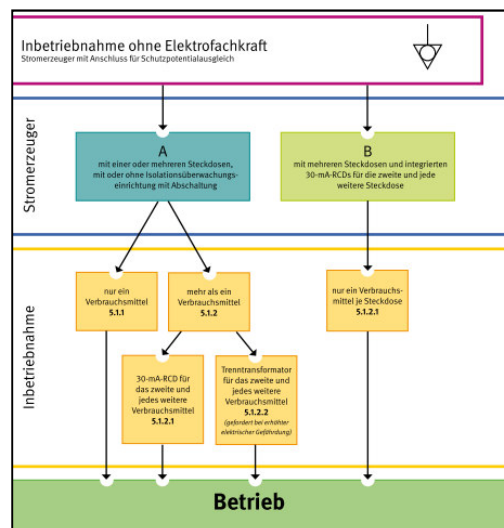 Inbetriebnahme ohne Elektrofachkraft
Stromerzeuger mit Anschluss für Schutzpotentialausgleich
Stromerzeuger
A
mit einer oder mehreren Steckdosen,
mit oder ohne Isolationsüberwachungs-
einrichtung mit Abschaltung
B
mit mehreren Steckdosen und integrierten
30-mA-RCDs für die zweite und jede
weitere Steckdose
Inbetriebnahme
nur ein
Verbrauchsmittel
5.1.1
mehr als ein
Verbrauchsmittel
5.1.2
nur ein Verbrauchs-
mittel je Steckdose
5.1.2.1
30-mA-RCD für
das zweite und
jedes weitere
Verbrauchsmittel
5.1.2.1
Trenntransformator
für das zweite und
jedes weitere
Verbrauchsmittel
5.1.2.2
(gefordert bei erhöhter
elektrischer Gefährdung)
Betrieb